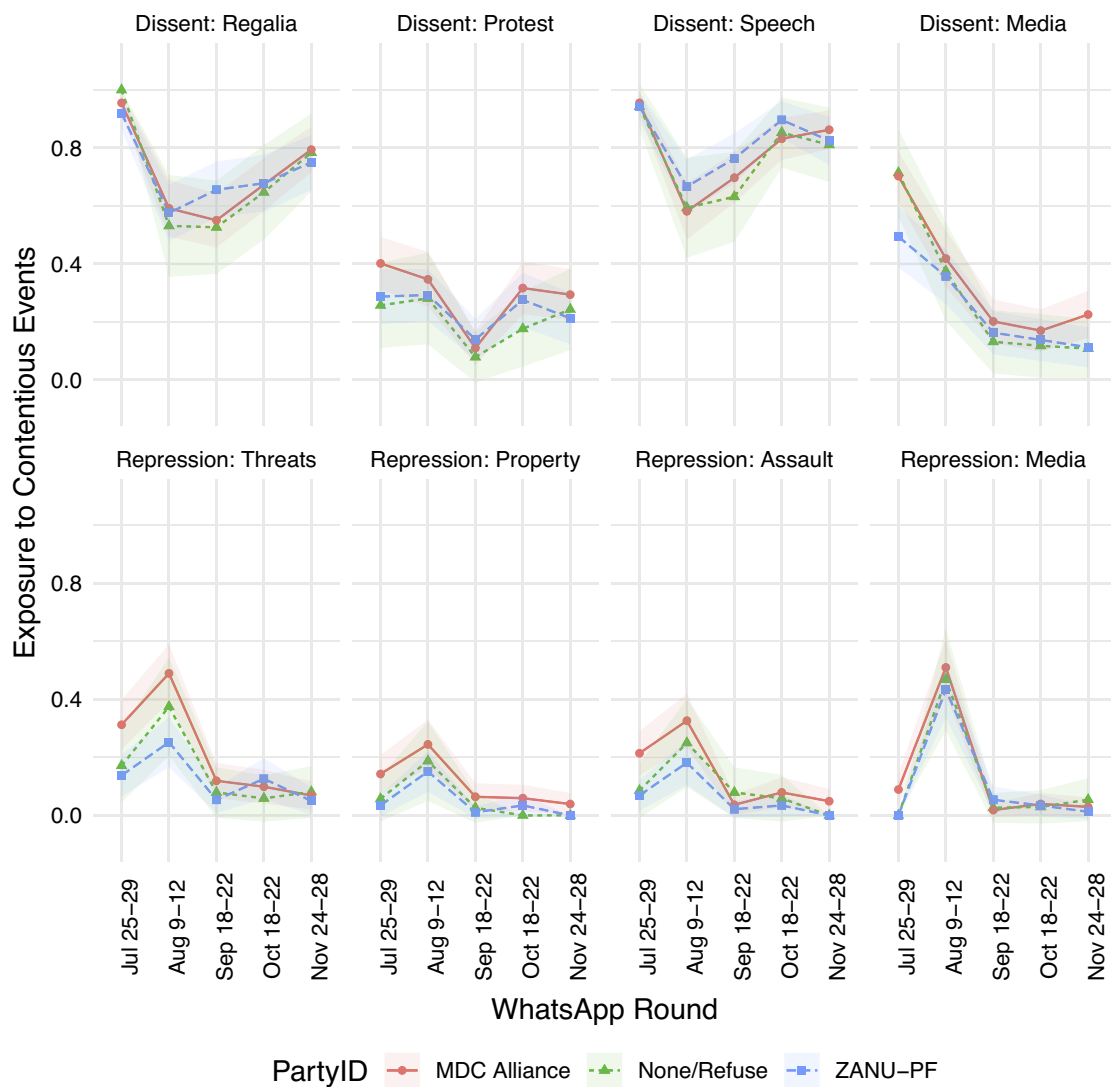 Dissent: Regalia Dissent: Protest Dissent: Speech Dissent: Media
0.8
0.4
0.0
Exposure to Contentious Events
Repression: Threats Repression: Property Repression: Assault Repression: Media
0.8
0.4
0.0
Jul 25–29 Aug 9–12 Sep 18–22 Oct 18–22 Nov 24–28 Jul 25–29 Aug 9–12 Sep 18–22 Oct 18–22 Nov 24–28 Jul 25–29 Aug 9–12 Sep 18–22 Oct 18–22 Nov 24–28 Jul 25–29 Aug 9–12 Sep 18–22 Oct 18–22 Nov 24–28
WhatsApp Round
PartyID MDC Alliance None/Refuse ZANU−PF